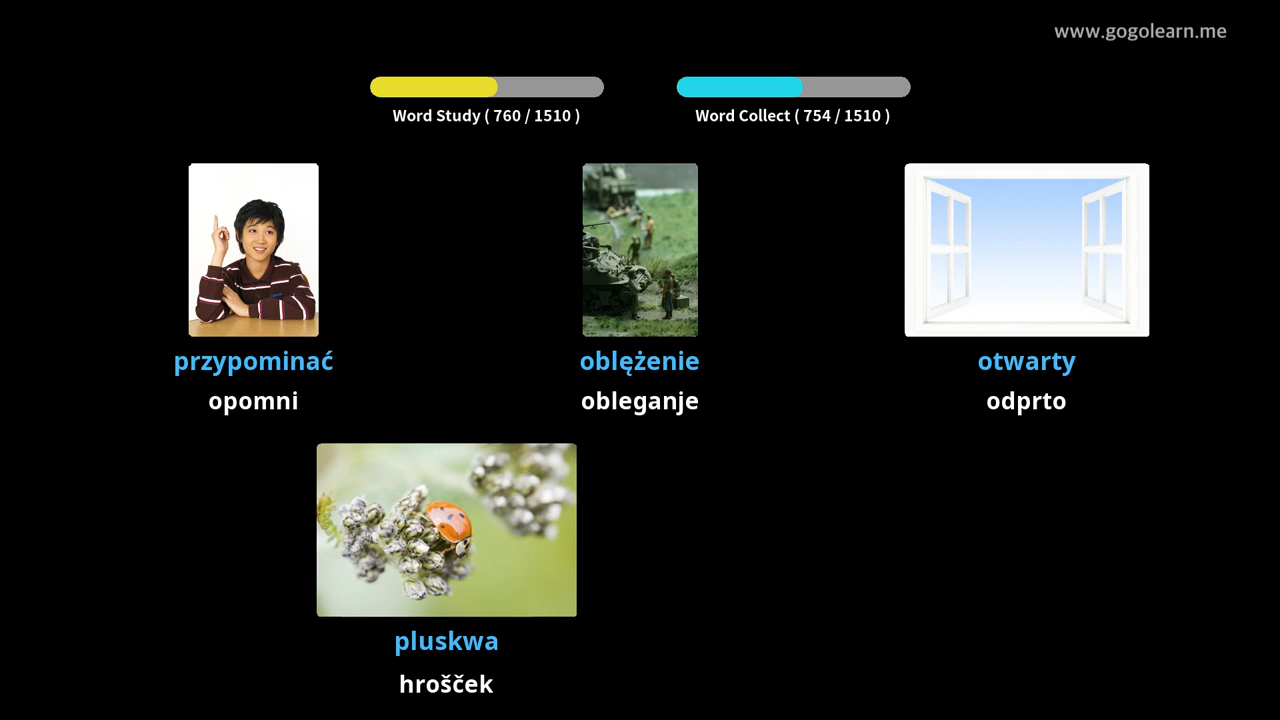 www.gogolearn.me
Word Study ( 760 / 1510 )
Word Collect ( 754 / 1510 )
przypominać
oblężenie
otwarty
opomni
obleganje
odprto
pluskwa
hrošček